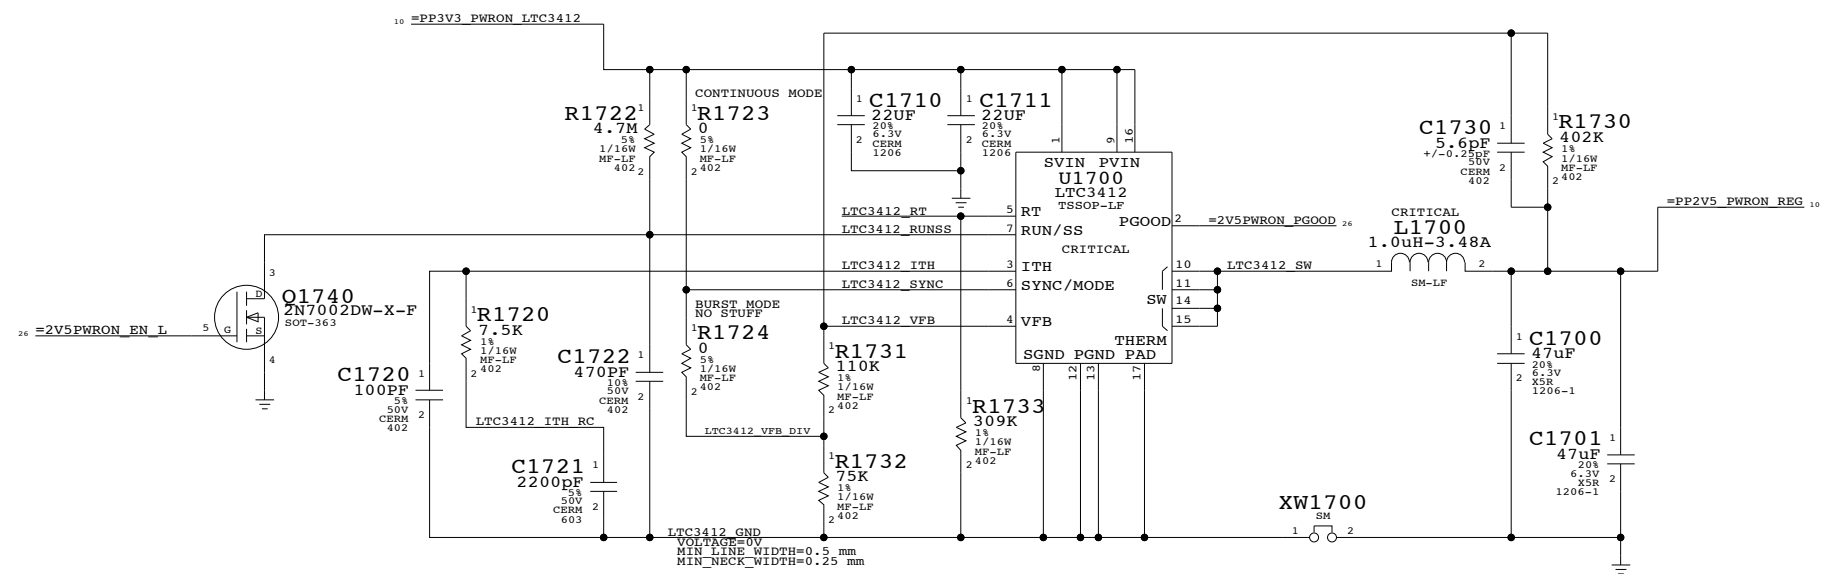 10 =PP3V3_PWRON_LTC3412
CONTINUOUS MODE
R1722
4.7M
5%
1/16W
MF-LF
402
1
2
R1723
0
5%
1/16W
MF-LF
402
1
2
C1710
22UF
20%
6.3V
CERM
1206
1
2
C1711
22UF
20%
6.3V
CERM
1206
1
2
1
9
16
SVIN PVIN
U1700
LTC3412
TSSOP-LF
CRITICAL
C1730
5.6pF
+/-0.25pF
50V
CERM
402
1
2
R1730
402K
1%
1/16W
MF-LF
402
1
2
LTC3412_RT 5 RT
LTC3412_RUNSS 7 RUN/SS
LTC3412_ITH 3 ITH
LTC3412_SYNC 6 SYNC/MODE
LTC3412_VFB 4 VFB
PGOOD 2 =2V5PWRON_PGOOD 26
SW
10
11
14
15
LTC3412_SW
CRITICAL
L1700
1.0uH-3.48A
1 2
SM-LF
=PP2V5_PWRON_REG 10
THERM
SGND PGND PAD
8
12
13
17
26 =2V5PWRON_EN_L
5
G
D
S
3
4
Q1740
2N7002DW-X-F
SOT-363
R1720
7.5K
1%
1/16W
MF-LF
402
1
2
C1720
100PF
5%
50V
CERM
402
1
2
LTC3412_ITH_RC
C1721
2200pF
5%
50V
CERM
603
1
2
C1722
470PF
10%
50V
CERM
402
1
2
BURST MODE
NO STUFF
R1724
0
5%
1/16W
MF-LF
402
1
2
LTC3412_VFB_DIV
R1731
110K
1%
1/16W
MF-LF
402
1
2
R1732
75K
1%
1/16W
MF-LF
402
1
2
R1733
309K
1%
1/16W
MF-LF
402
1
2
C1700
47uF
20%
6.3V
X5R
1206-1
1
2
C1701
47uF
20%
6.3V
X5R
1206-1
1
2
XW1700
SM
1 2
LTC3412_GND
VOLTAGE=0V
MIN_LINE_WIDTH=0.5 mm
MIN_NECK_WIDTH=0.25 mm